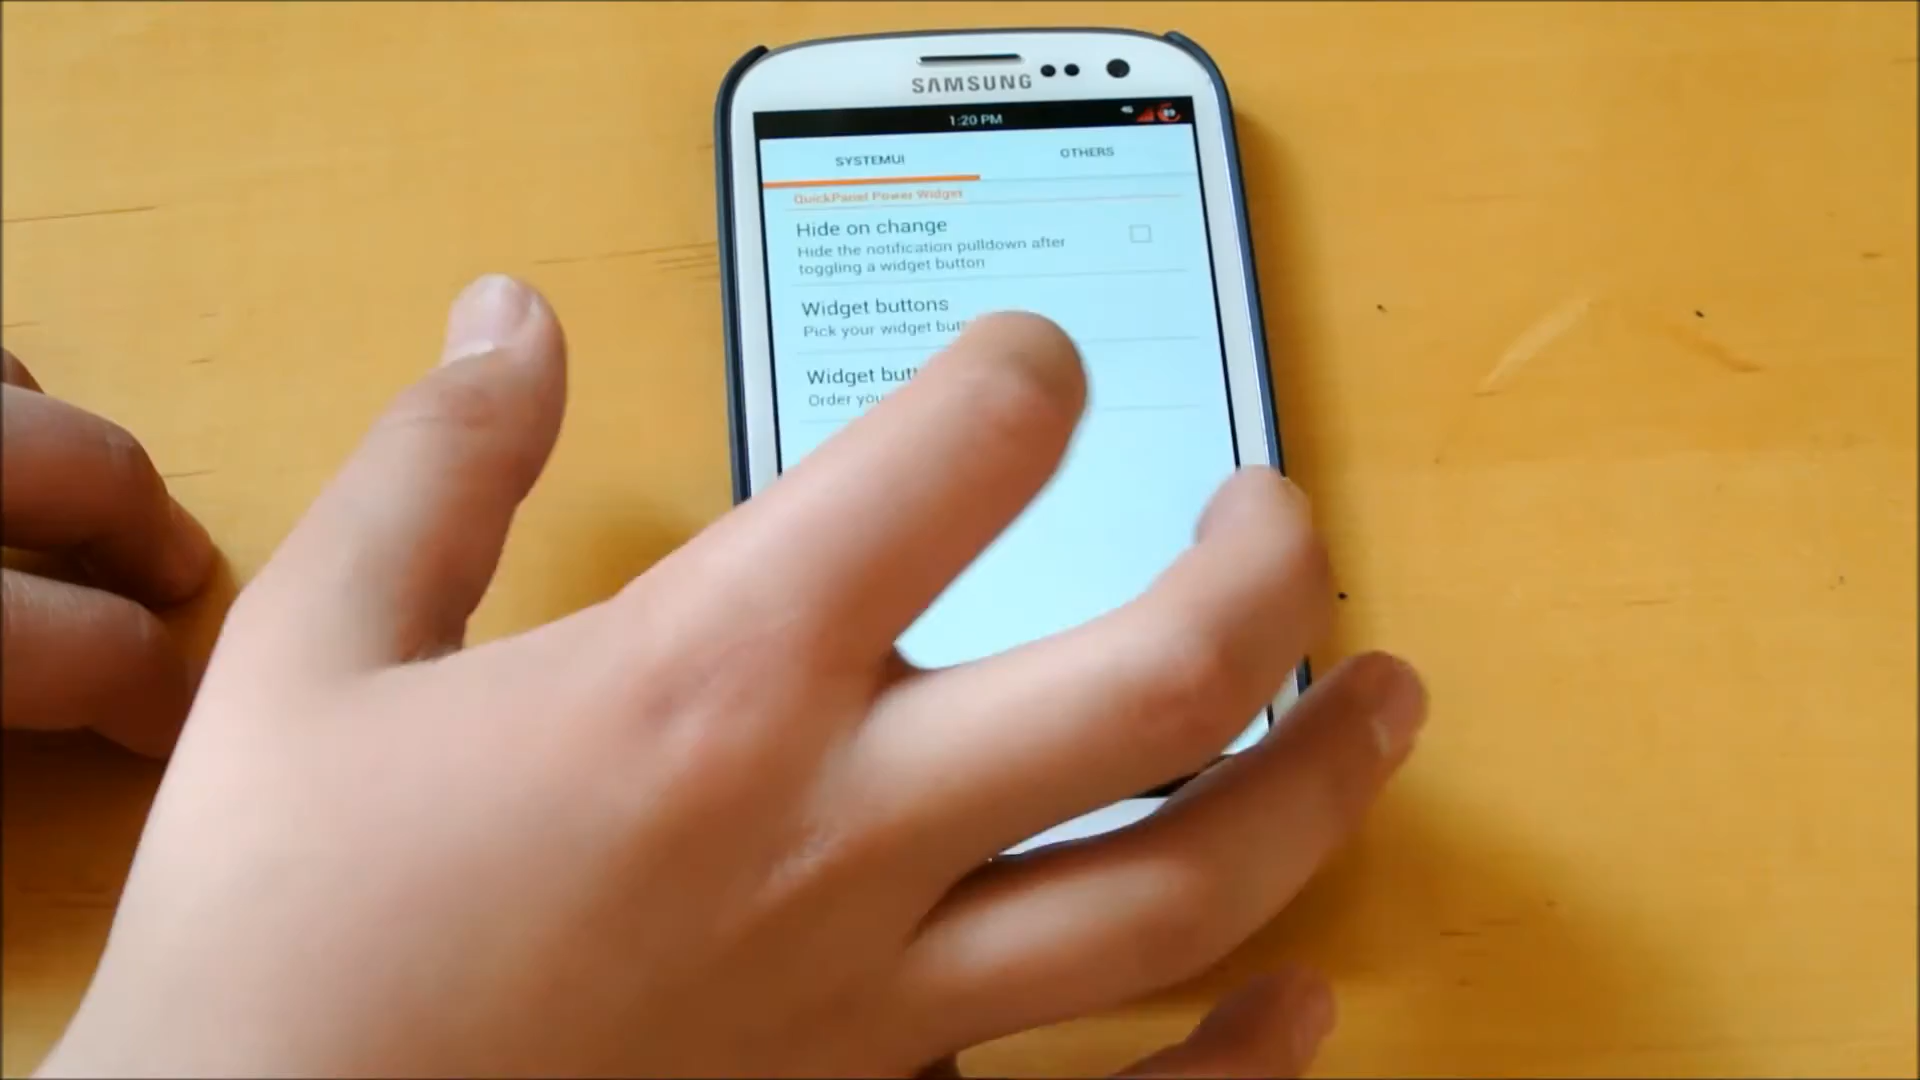 SAMSUNG
1:20 PM
SYSTEMUI
OTHERS
QuickPanel Power Widget
Hide on change
Hide the notification pulldown after
toggling a widget button
Widget buttons
Pick your widget
Widget
Order